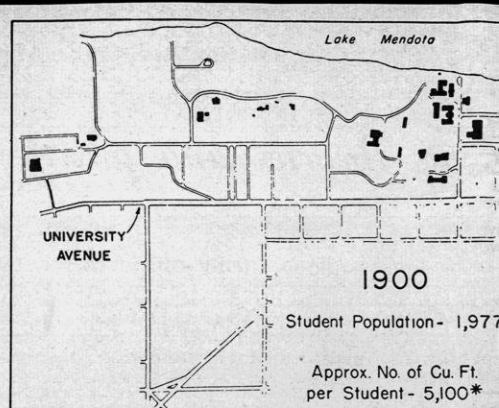 Lake Mendota
UNIVERSITY
AVENUE
1900
Student Population- 1,977
Approx. No. of Cu. Ft.
per Student- 5,100*